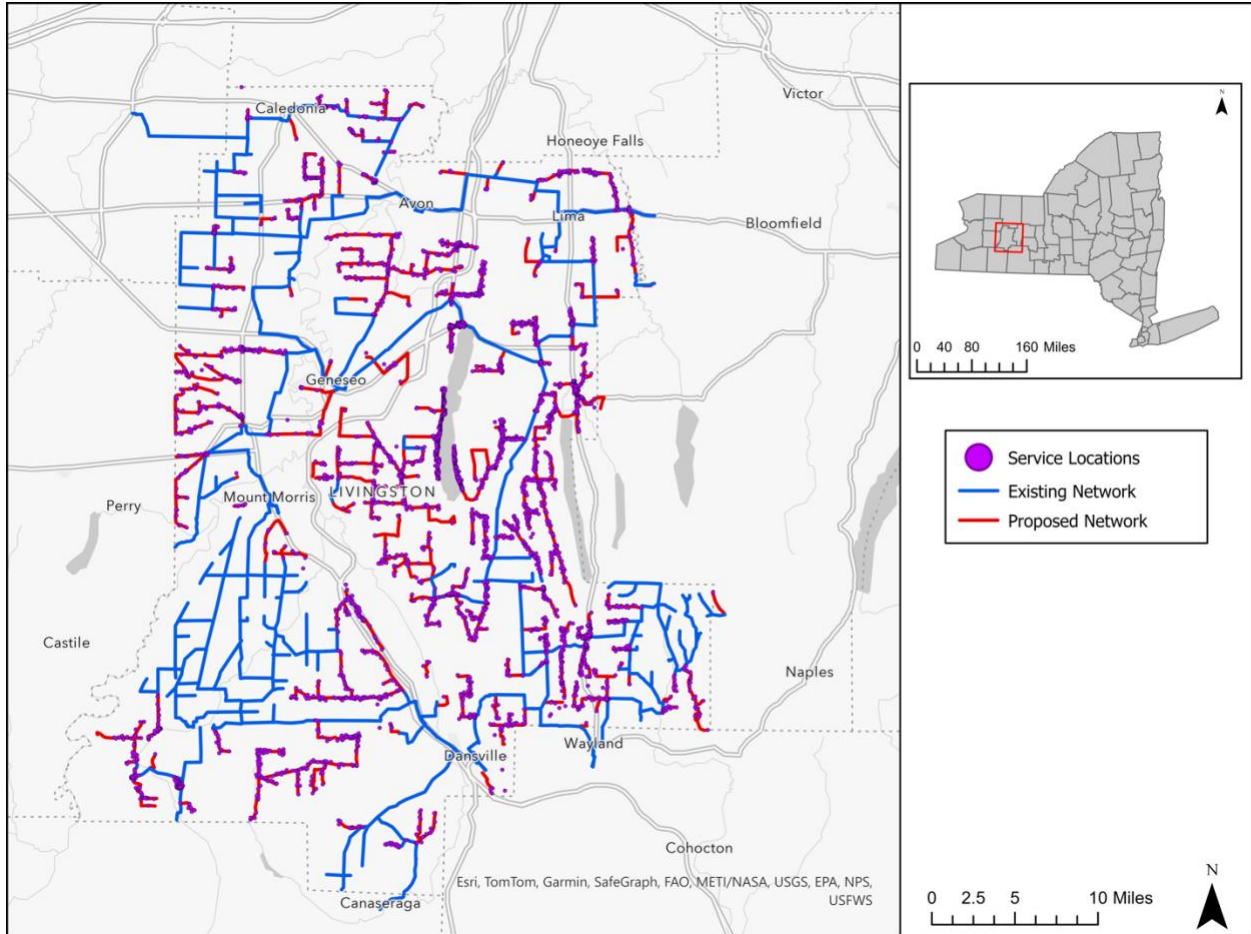 Caledonia
Victor
Honeoye Falls
Avon
Lima
Bloomfield
Geneseo
Perry
Mount Morris
LIVINGSTON
Castile
Naples
Wayland
Dansville
Cohocton
Canaseraga
Esri, TomTom, Garmin, SafeGraph, FAO, METI/NASA, USGS, EPA, NPS,
USFWS
N
0 40 80 160 Miles
Service Locations
Existing Network
Proposed Network
N
0 2.5 5 10 Miles